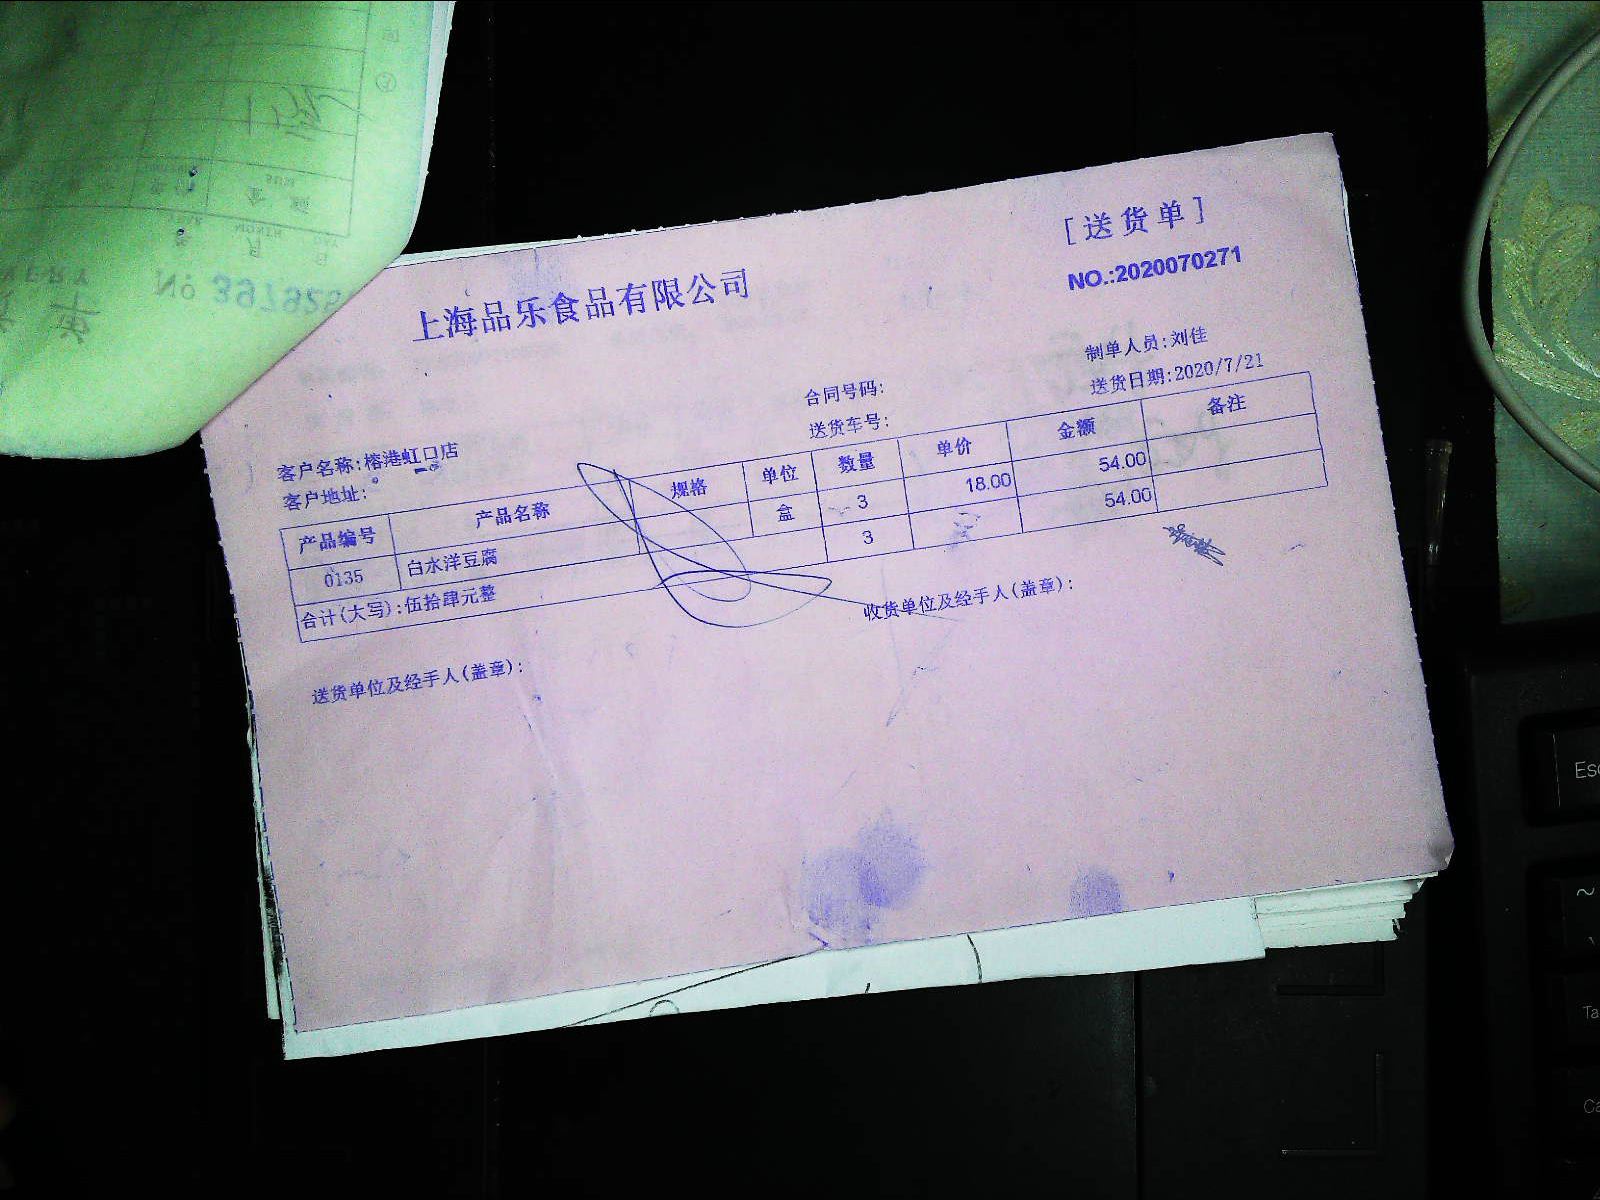 [送货单]
NO.:2020070271
上海品乐食品有限公司
制单人员:刘佳
合同号码:
送货日期:2020/7/21
送货车号:
客户名称:榕港虹口店
客户地址:
产品编号 产品名称 规格 单位 数量 单价 金额 备注
0135 白水洋豆腐 盒 3 18.00 54.00
合计(大写):伍拾肆元整 3 54.00
送货单位及经手人(盖章):
收货单位及经手人(盖章):
No 397925
Esc
~